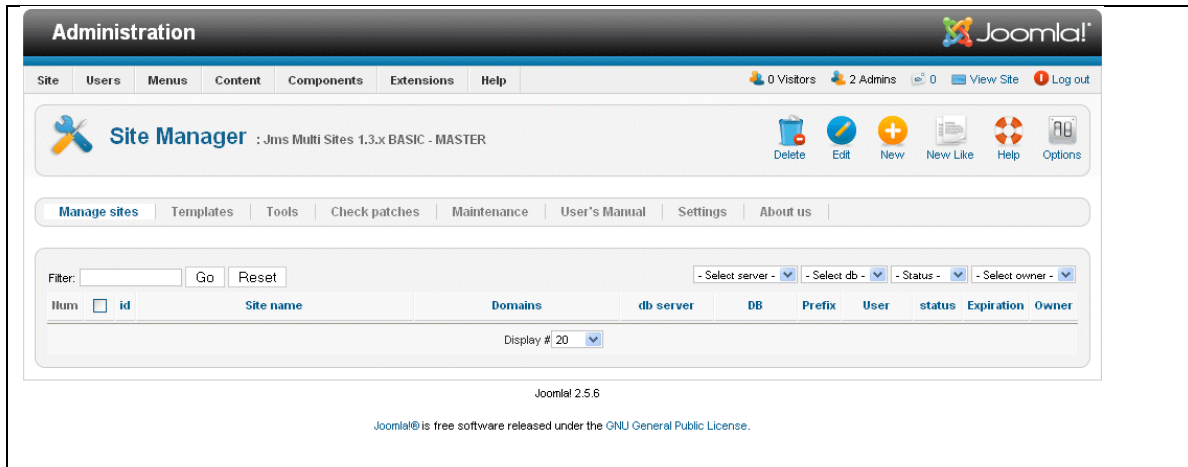 Administration Joomla!
Site Users Menus Content Components Extensions Help 0 Visitors 2 Admins 0 View Site Log out
Site Manager : Jms Multi Sites 1.3.x BASIC - MASTER
Delete Edit New New Like Help Options
Manage sites Templates Tools Check patches Maintenance User's Manual Settings About us
Filter: Go Reset - Select server - - Select db - - Status - - Select owner -
Num id Site name Domains db server DB Prefix User status Expiration Owner
Display # 20
Joomla! 2.5.6
Joomla!® is free software released under the GNU General Public License.